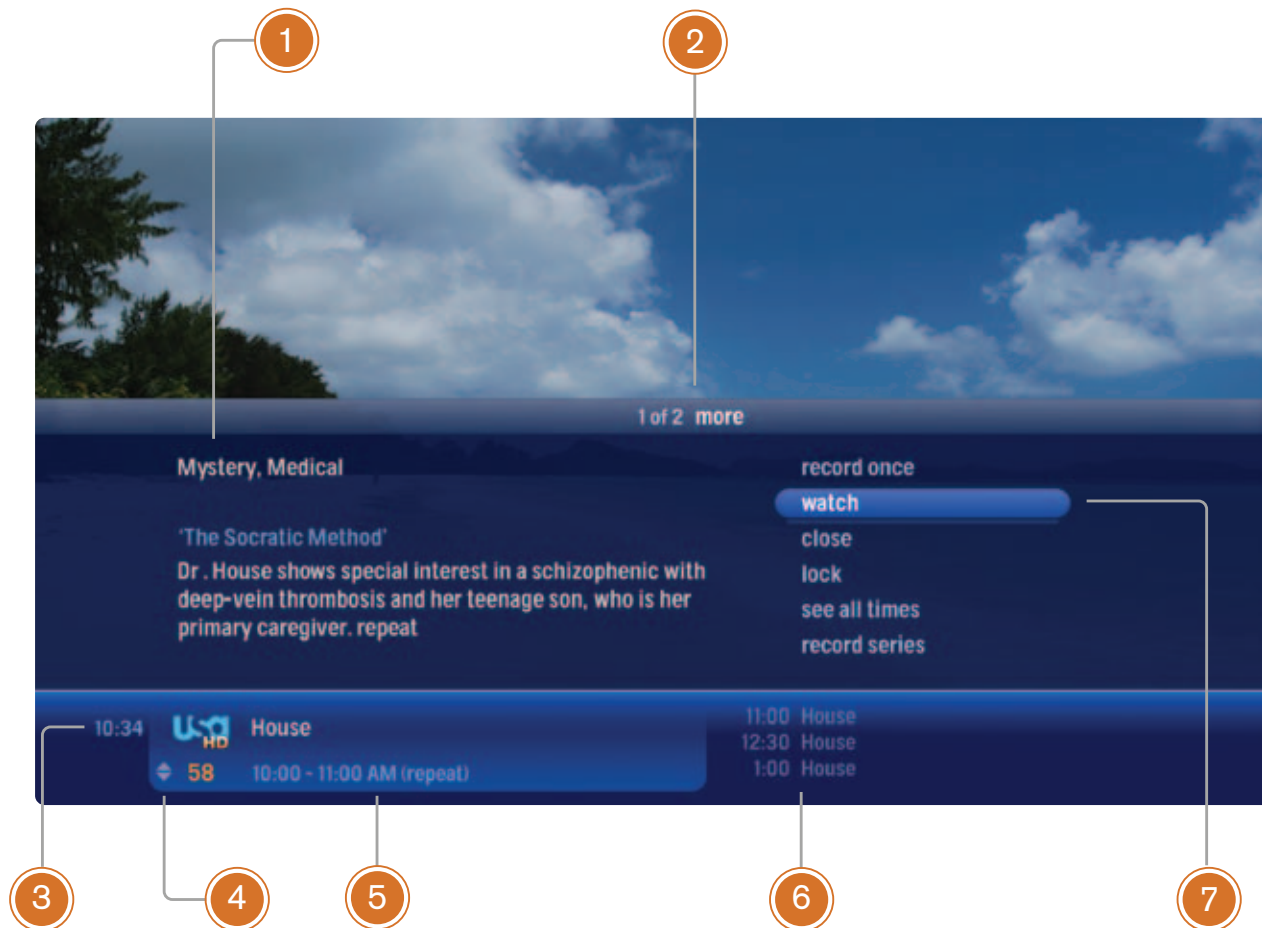 1
2
1 of 2 more
Mystery, Medical
'The Socratic Method'
Dr . House shows special interest in a schizophenic with
deep-vein thrombosis and her teenage son, who is her
primary caregiver. repeat
record once
watch
close
lock
see all times
record series
10:34
USA
HD
House
58
10:00 - 11:00 AM (repeat)
11:00 House
12:30 House
1:00 House
3
4
5
6
7